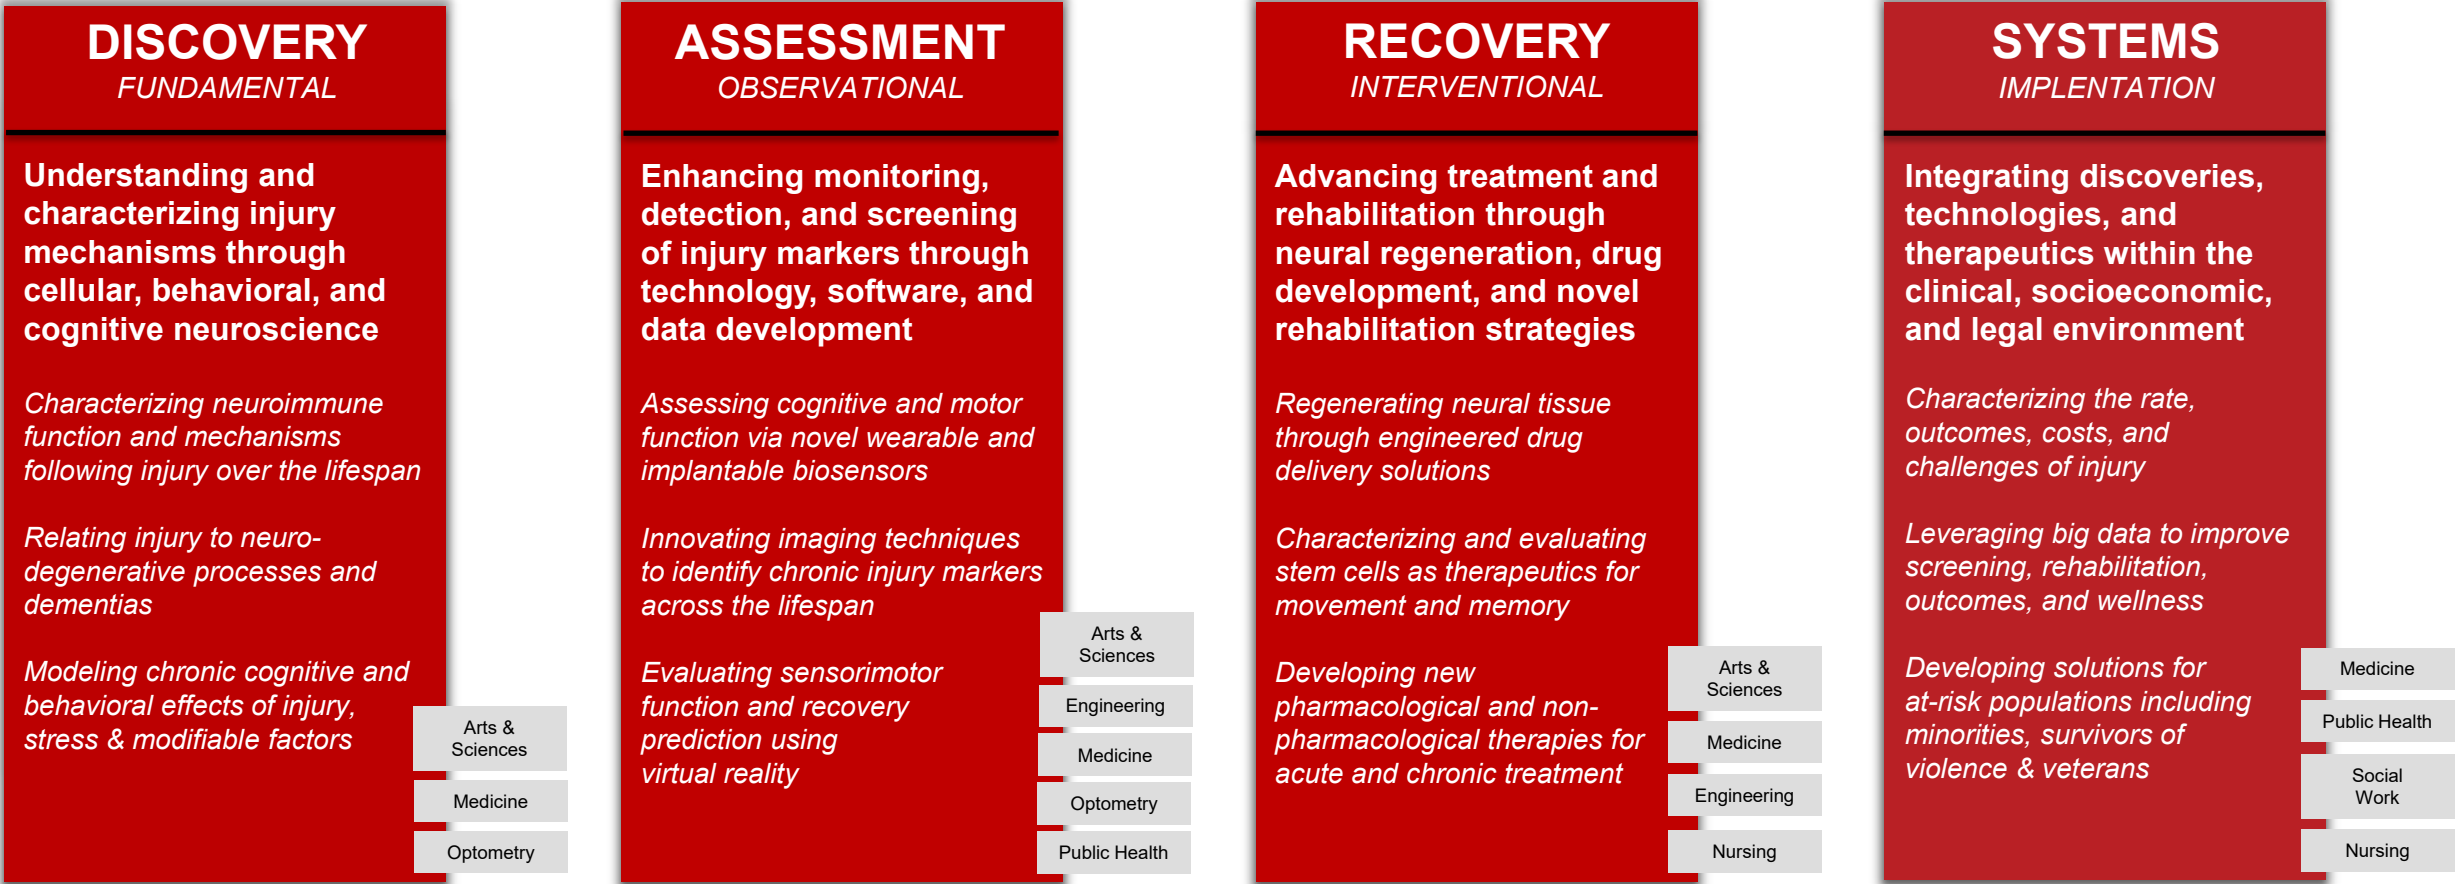 DISCOVERY
FUNDAMENTAL
Understanding and
characterizing injury
mechanisms through
cellular, behavioral, and
cognitive neuroscience
Characterizing neuroimmune
function and mechanisms
following injury over the lifespan
Relating injury to neuro-
degenerative processes and
dementias
Modeling chronic cognitive and
behavioral effects of injury,
stress & modifiable factors
Arts &
Sciences
Medicine
Optometry
ASSESSMENT
OBSERVATIONAL
Enhancing monitoring,
detection, and screening
of injury markers through
technology, software, and
data development
Assessing cognitive and motor
function via novel wearable and
implantable biosensors
Innovating imaging techniques
to identify chronic injury markers
across the lifespan
Evaluating sensorimotor
function and recovery
prediction using
virtual reality
Arts &
Sciences
Engineering
Medicine
Optometry
Public Health
RECOVERY
INTERVENTIONAL
Advancing treatment and
rehabilitation through
neural regeneration, drug
development, and novel
rehabilitation strategies
Regenerating neural tissue
through engineered drug
delivery solutions
Characterizing and evaluating
stem cells as therapeutics for
movement and memory
Developing new
pharmacological and non-
pharmacological therapies for
acute and chronic treatment
Arts &
Sciences
Medicine
Engineering
Nursing
SYSTEMS
IMPLENTATION
Integrating discoveries,
technologies, and
therapeutics within the
clinical, socioeconomic,
and legal environment
Characterizing the rate,
outcomes, costs, and
challenges of injury
Leveraging big data to improve
screening, rehabilitation,
outcomes, and wellness
Developing solutions for
at-risk populations including
minorities, survivors of
violence & veterans
Medicine
Public Health
Social
Work
Nursing